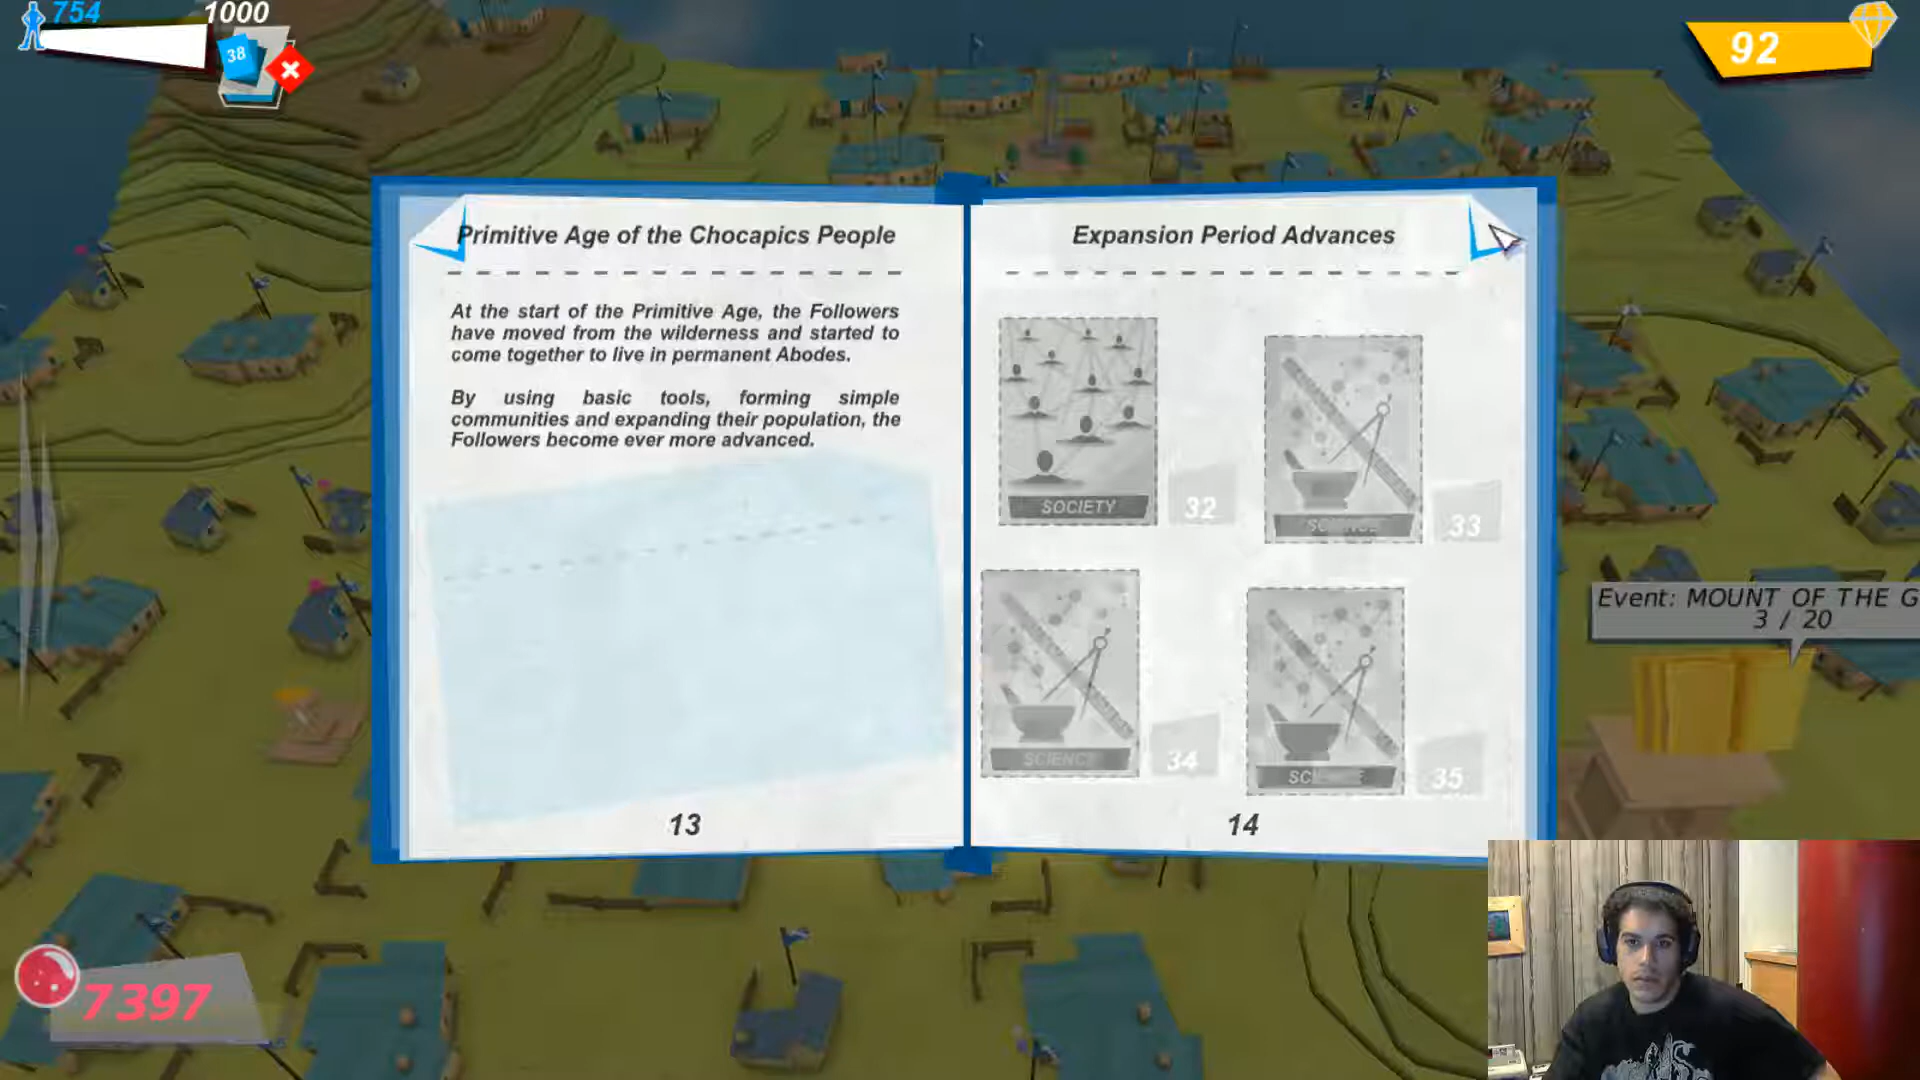 754
1000
38
92
Primitive Age of the Chocapics People
At the start of the Primitive Age, the Followers
have moved from the wilderness and started to
come together to live in permanent Abodes.
By using basic tools, forming simple
communities and expanding their population, the
Followers become ever more advanced.
13
Expansion Period Advances
SOCIETY
32
SCIENCE
33
SCIENCE
34
SCIENCE
35
14
Event: MOUNT OF THE G
3 / 20
7397